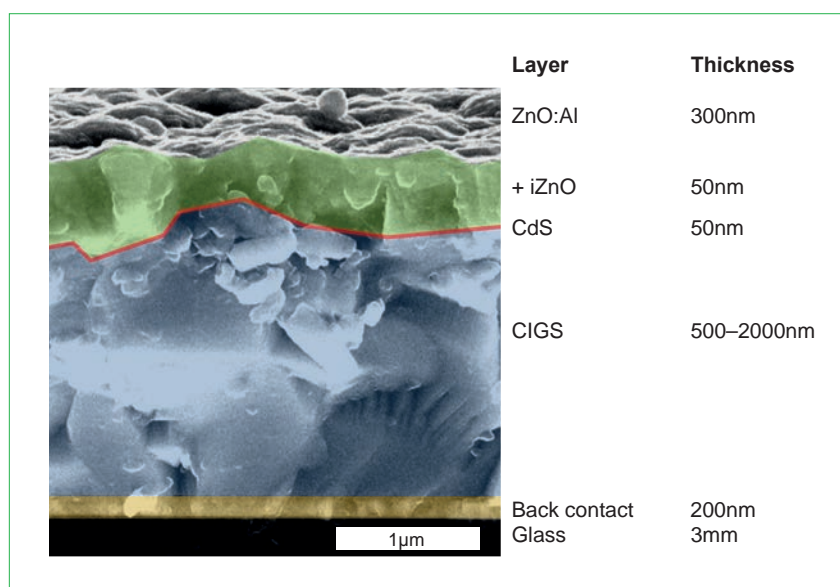 Layer Thickness
ZnO:Al 300nm
+ iZnO 50nm
CdS 50nm
CIGS 500–2000nm
Back contact 200nm
Glass 3mm
1µm